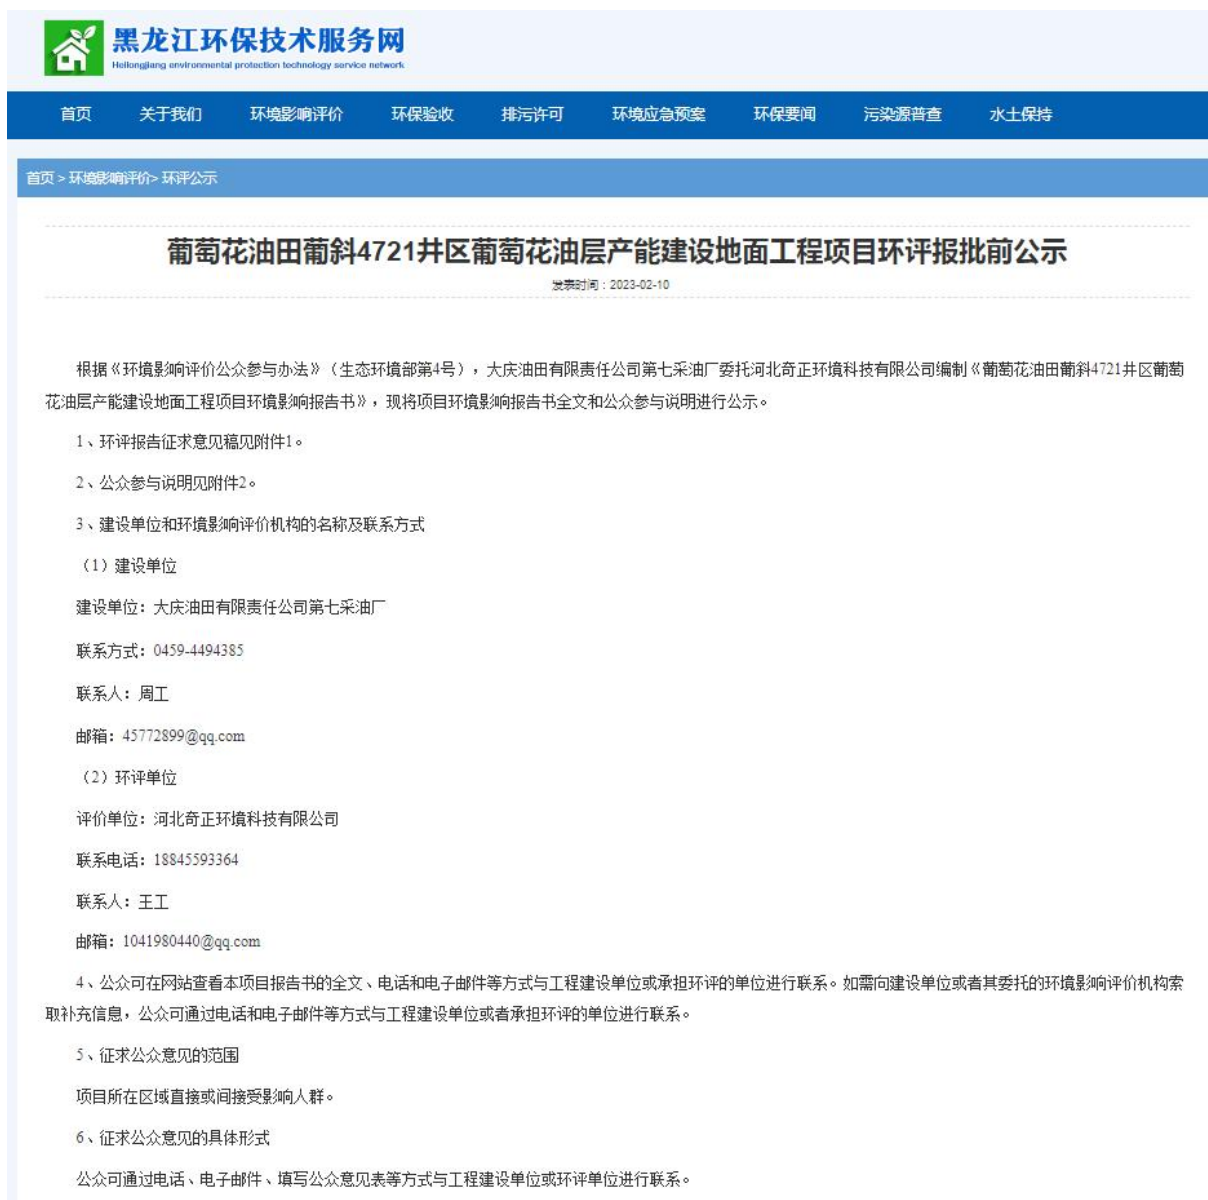 黑龙江环保技术服务网
Heilongjiang environmental protection technology service network
首页 关于我们 环境影响评价 环保验收 排污许可 环境应急预案 环保要闻 污染源普查 水土保持
首页 > 环境影响评价> 环评公示
葡萄花油田葡斜4721井区葡萄花油层产能建设地面工程项目环评报批前公示
发表时间：2023-02-10
根据《环境影响评价公众参与办法》（生态环境部第4号），大庆油田有限责任公司第七采油厂委托河北奇正环境科技有限公司编制《葡萄花油田葡斜4721井区葡萄
花油层产能建设地面工程项目环境影响报告书》，现将项目环境影响报告书全文和公众参与说明进行公示。
1、环评报告征求意见稿见附件1。
2、公众参与说明见附件2。
3、建设单位和环境影响评价机构的名称及联系方式
（1）建设单位
建设单位：大庆油田有限责任公司第七采油厂
联系方式：0459-4494385
联系人：周工
邮箱：45772899@qq.com
（2）环评单位
评价单位：河北奇正环境科技有限公司
联系电话：18845593364
联系人：王工
邮箱：1041980440@qq.com
4、公众可在网站查看本项目报告书的全文、电话和电子邮件等方式与工程建设单位或承担环评的单位进行联系。如需向建设单位或者其委托的环境影响评价机构索
取补充信息，公众可通过电话和电子邮件等方式与工程建设单位或者承担环评的单位进行联系。
5、征求公众意见的范围
项目所在区域直接或间接受影响人群。
6、征求公众意见的具体形式
公众可通过电话、电子邮件、填写公众意见表等方式与工程建设单位或环评单位进行联系。